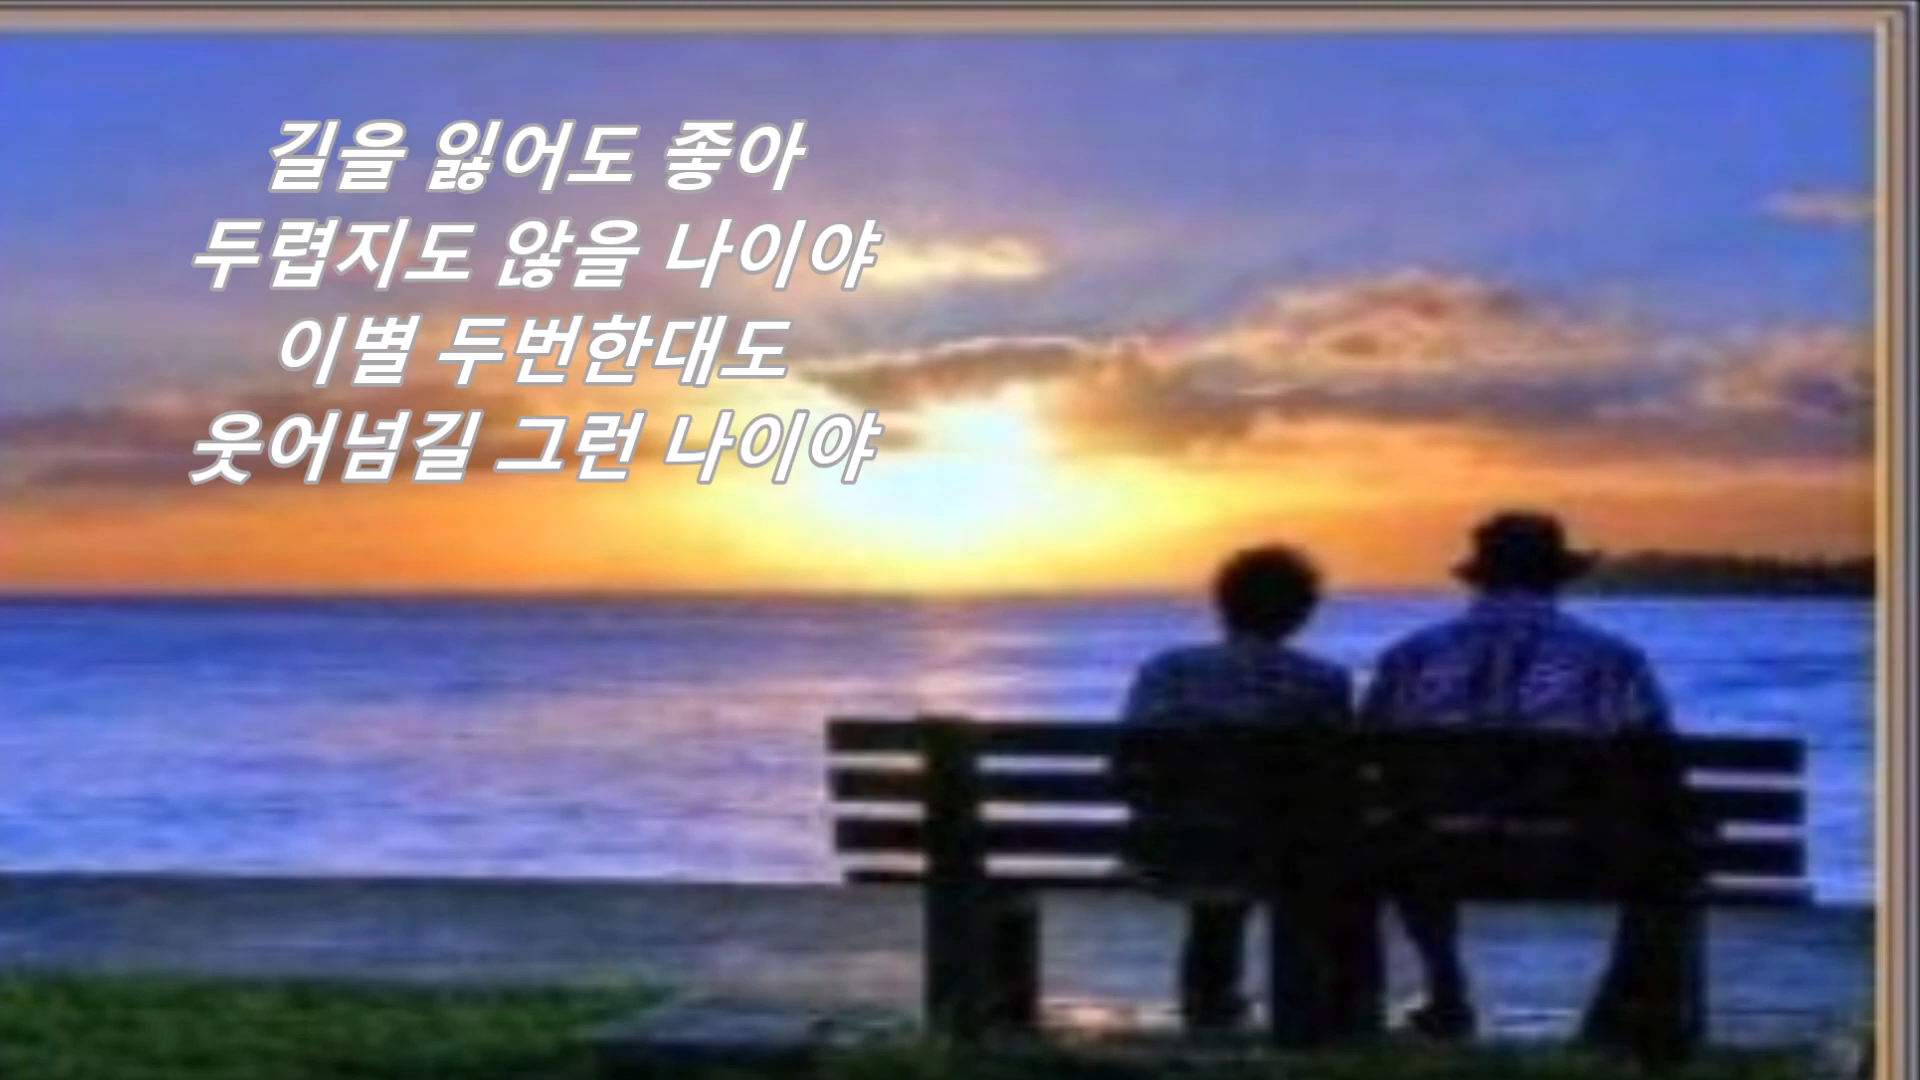 길을 잃어도 좋아
두렵지도 않을 나이야
이별 두번한대도
웃어넘길 그런 나이야